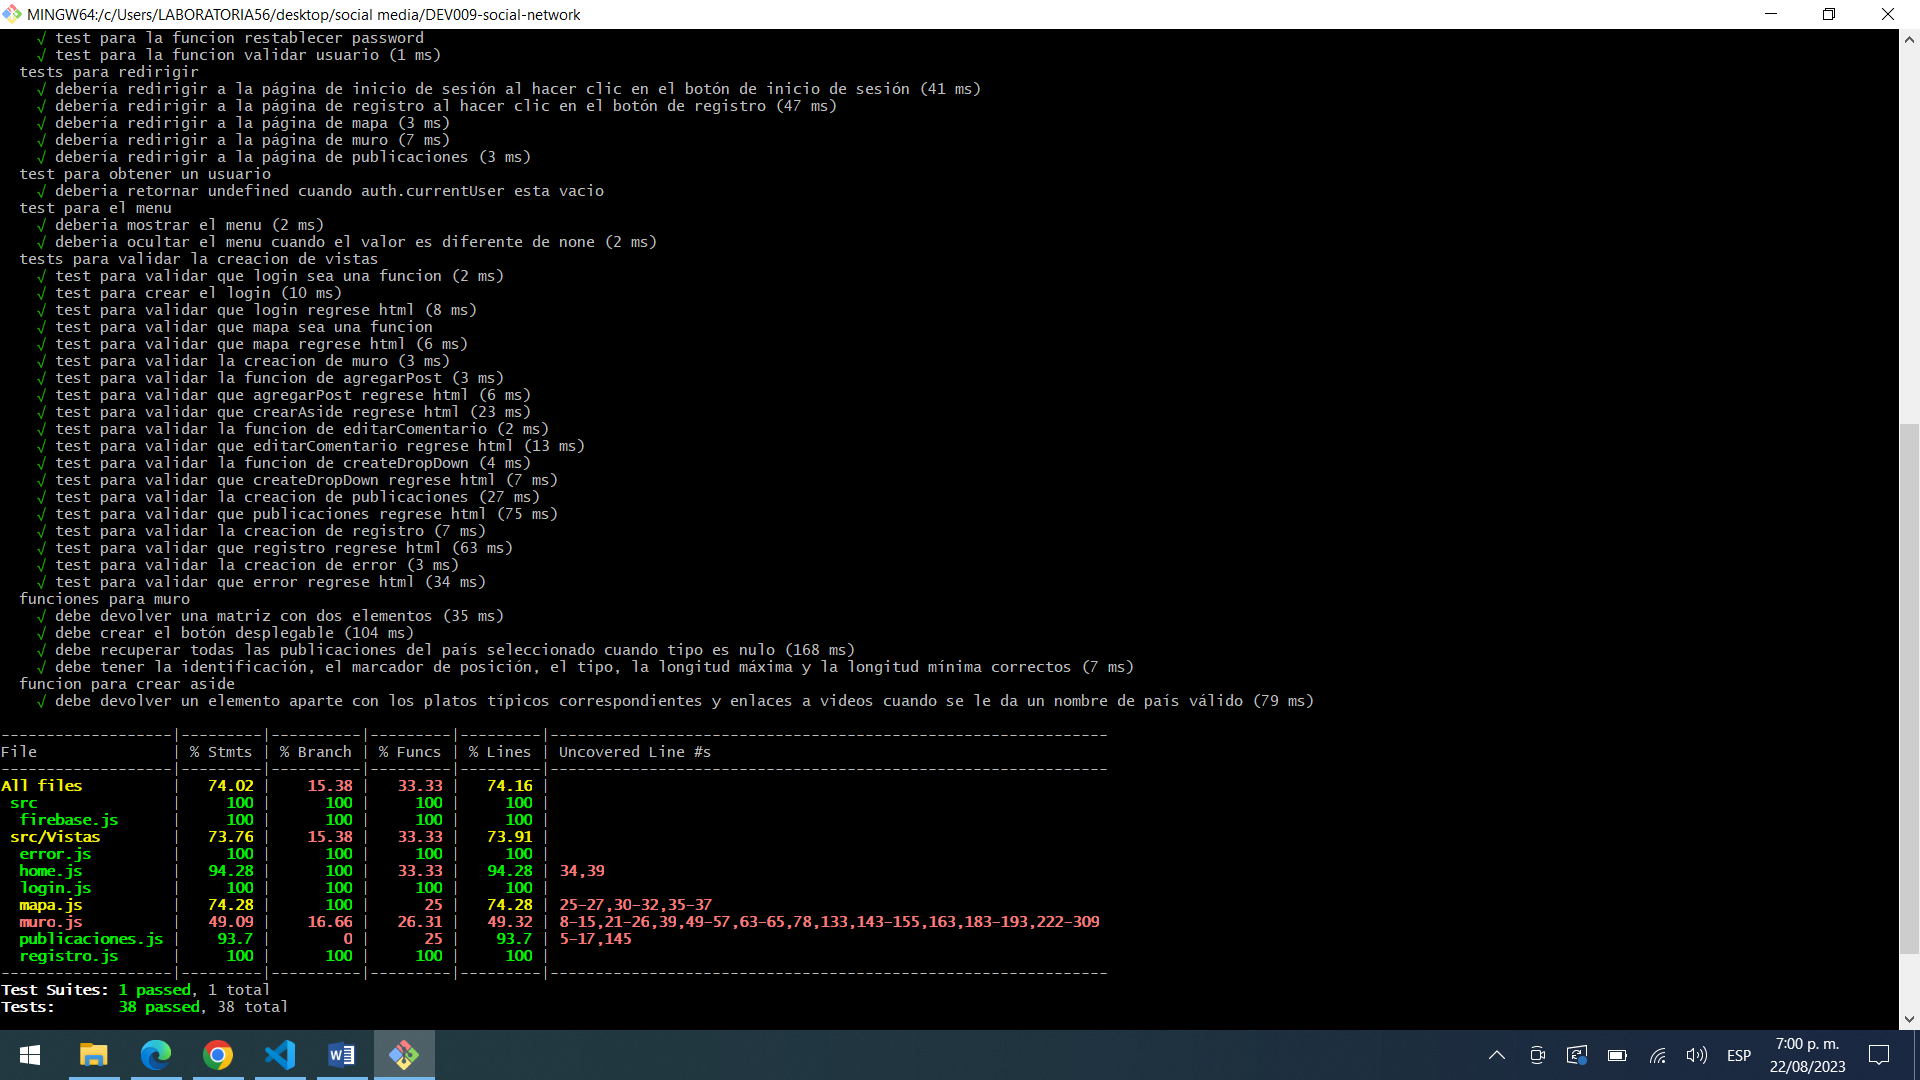 MINGW64:/c/Users/LABORATORIA56/desktop/social media/DEV009-social-network
√ test para la funcion restablecer password
√ test para la funcion validar usuario (1 ms)
tests para redirigir
√ debería redirigir a la página de inicio de sesión al hacer clic en el botón de inicio de sesión (41 ms)
√ debería redirigir a la página de registro al hacer clic en el botón de registro (47 ms)
√ debería redirigir a la página de mapa (3 ms)
√ debería redirigir a la página de muro (7 ms)
√ debería redirigir a la página de publicaciones (3 ms)
test para obtener un usuario
√ deberia retornar undefined cuando auth.currentUser esta vacio
test para el menu
√ deberia mostrar el menu (2 ms)
√ deberia ocultar el menu cuando el valor es diferente de none (2 ms)
tests para validar la creacion de vistas
√ test para validar que login sea una funcion (2 ms)
√ test para crear el login (10 ms)
√ test para validar que login regrese html (8 ms)
√ test para validar que mapa sea una funcion
√ test para validar que mapa regrese html (6 ms)
√ test para validar la creacion de muro (3 ms)
√ test para validar la funcion de agregarPost (3 ms)
√ test para validar que agregarPost regrese html (6 ms)
√ test para validar que crearAside regrese html (23 ms)
√ test para validar la funcion de editarComentario (2 ms)
√ test para validar que editarComentario regrese html (13 ms)
√ test para validar la funcion de createDropDown (4 ms)
√ test para validar que createDropDown regrese html (7 ms)
√ test para validar la creacion de publicaciones (27 ms)
√ test para validar que publicaciones regrese html (75 ms)
√ test para validar la creacion de registro (7 ms)
√ test para validar que registro regrese html (63 ms)
√ test para validar la creacion de error (3 ms)
√ test para validar que error regrese html (34 ms)
funciones para muro
√ debe devolver una matriz con dos elementos (35 ms)
√ debe crear el botón desplegable (104 ms)
√ debe recuperar todas las publicaciones del país seleccionado cuando tipo es nulo (168 ms)
√ debe tener la identificación, el marcador de posición, el tipo, la longitud máxima y la longitud mínima correctos (7 ms)
funcion para crear aside
√ debe devolver un elemento aparte con los platos típicos correspondientes y enlaces a videos cuando se le da un nombre de país válido (79 ms)
-------------------|---------|----------|---------|---------|--------------------------------------------------------------
File | % Stmts | % Branch | % Funcs | % Lines | Uncovered Line #s
-------------------|---------|----------|---------|---------|--------------------------------------------------------------
All files | 74.02 | 15.38 | 33.33 | 74.16 |
src | 100 | 100 | 100 | 100 |
firebase.js | 100 | 100 | 100 | 100 |
src/Vistas | 73.76 | 15.38 | 33.33 | 73.91 |
error.js | 100 | 100 | 100 | 100 |
home.js | 94.28 | 100 | 33.33 | 94.28 | 34,39
login.js | 100 | 100 | 100 | 100 |
mapa.js | 74.28 | 100 | 25 | 74.28 | 25-27,30-32,35-37
muro.js | 49.09 | 16.66 | 26.31 | 49.32 | 8-15,21-26,39,49-57,63-65,78,133,143-155,163,183-193,222-309
publicaciones.js | 93.7 | 0 | 25 | 93.7 | 5-17,145
registro.js | 100 | 100 | 100 | 100 |
-------------------|---------|----------|---------|---------|--------------------------------------------------------------
Test Suites: 1 passed, 1 total
Tests: 38 passed, 38 total
ESP
7:00 p. m.
22/08/2023